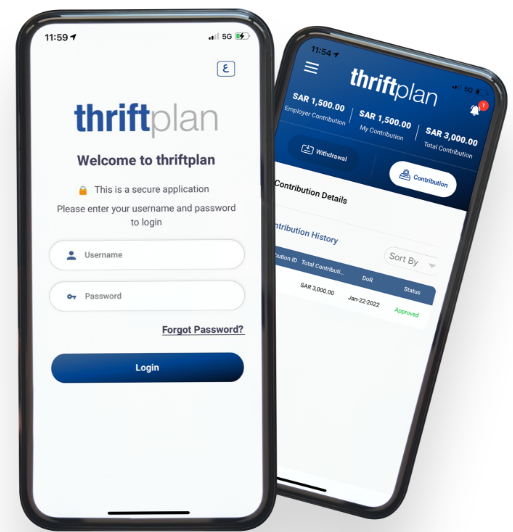 11:59
5G
ع
thriftplan
Welcome to thriftplan
This is a secure application
Please enter your username and password
to login
Username
Password
Forgot Password?
Login
11:54
5G
thriftplan
1
SAR 1,500.00
Employer Contribution
SAR 1,500.00
My Contribution
SAR 3,000.00
Total Contribution
Withdrawal
Contribution
Contribution Details
ntribution History
Sort By
bution ID Total Contributi... DoR Status
SAR 3,000.00 Jan-22-2022 Approved